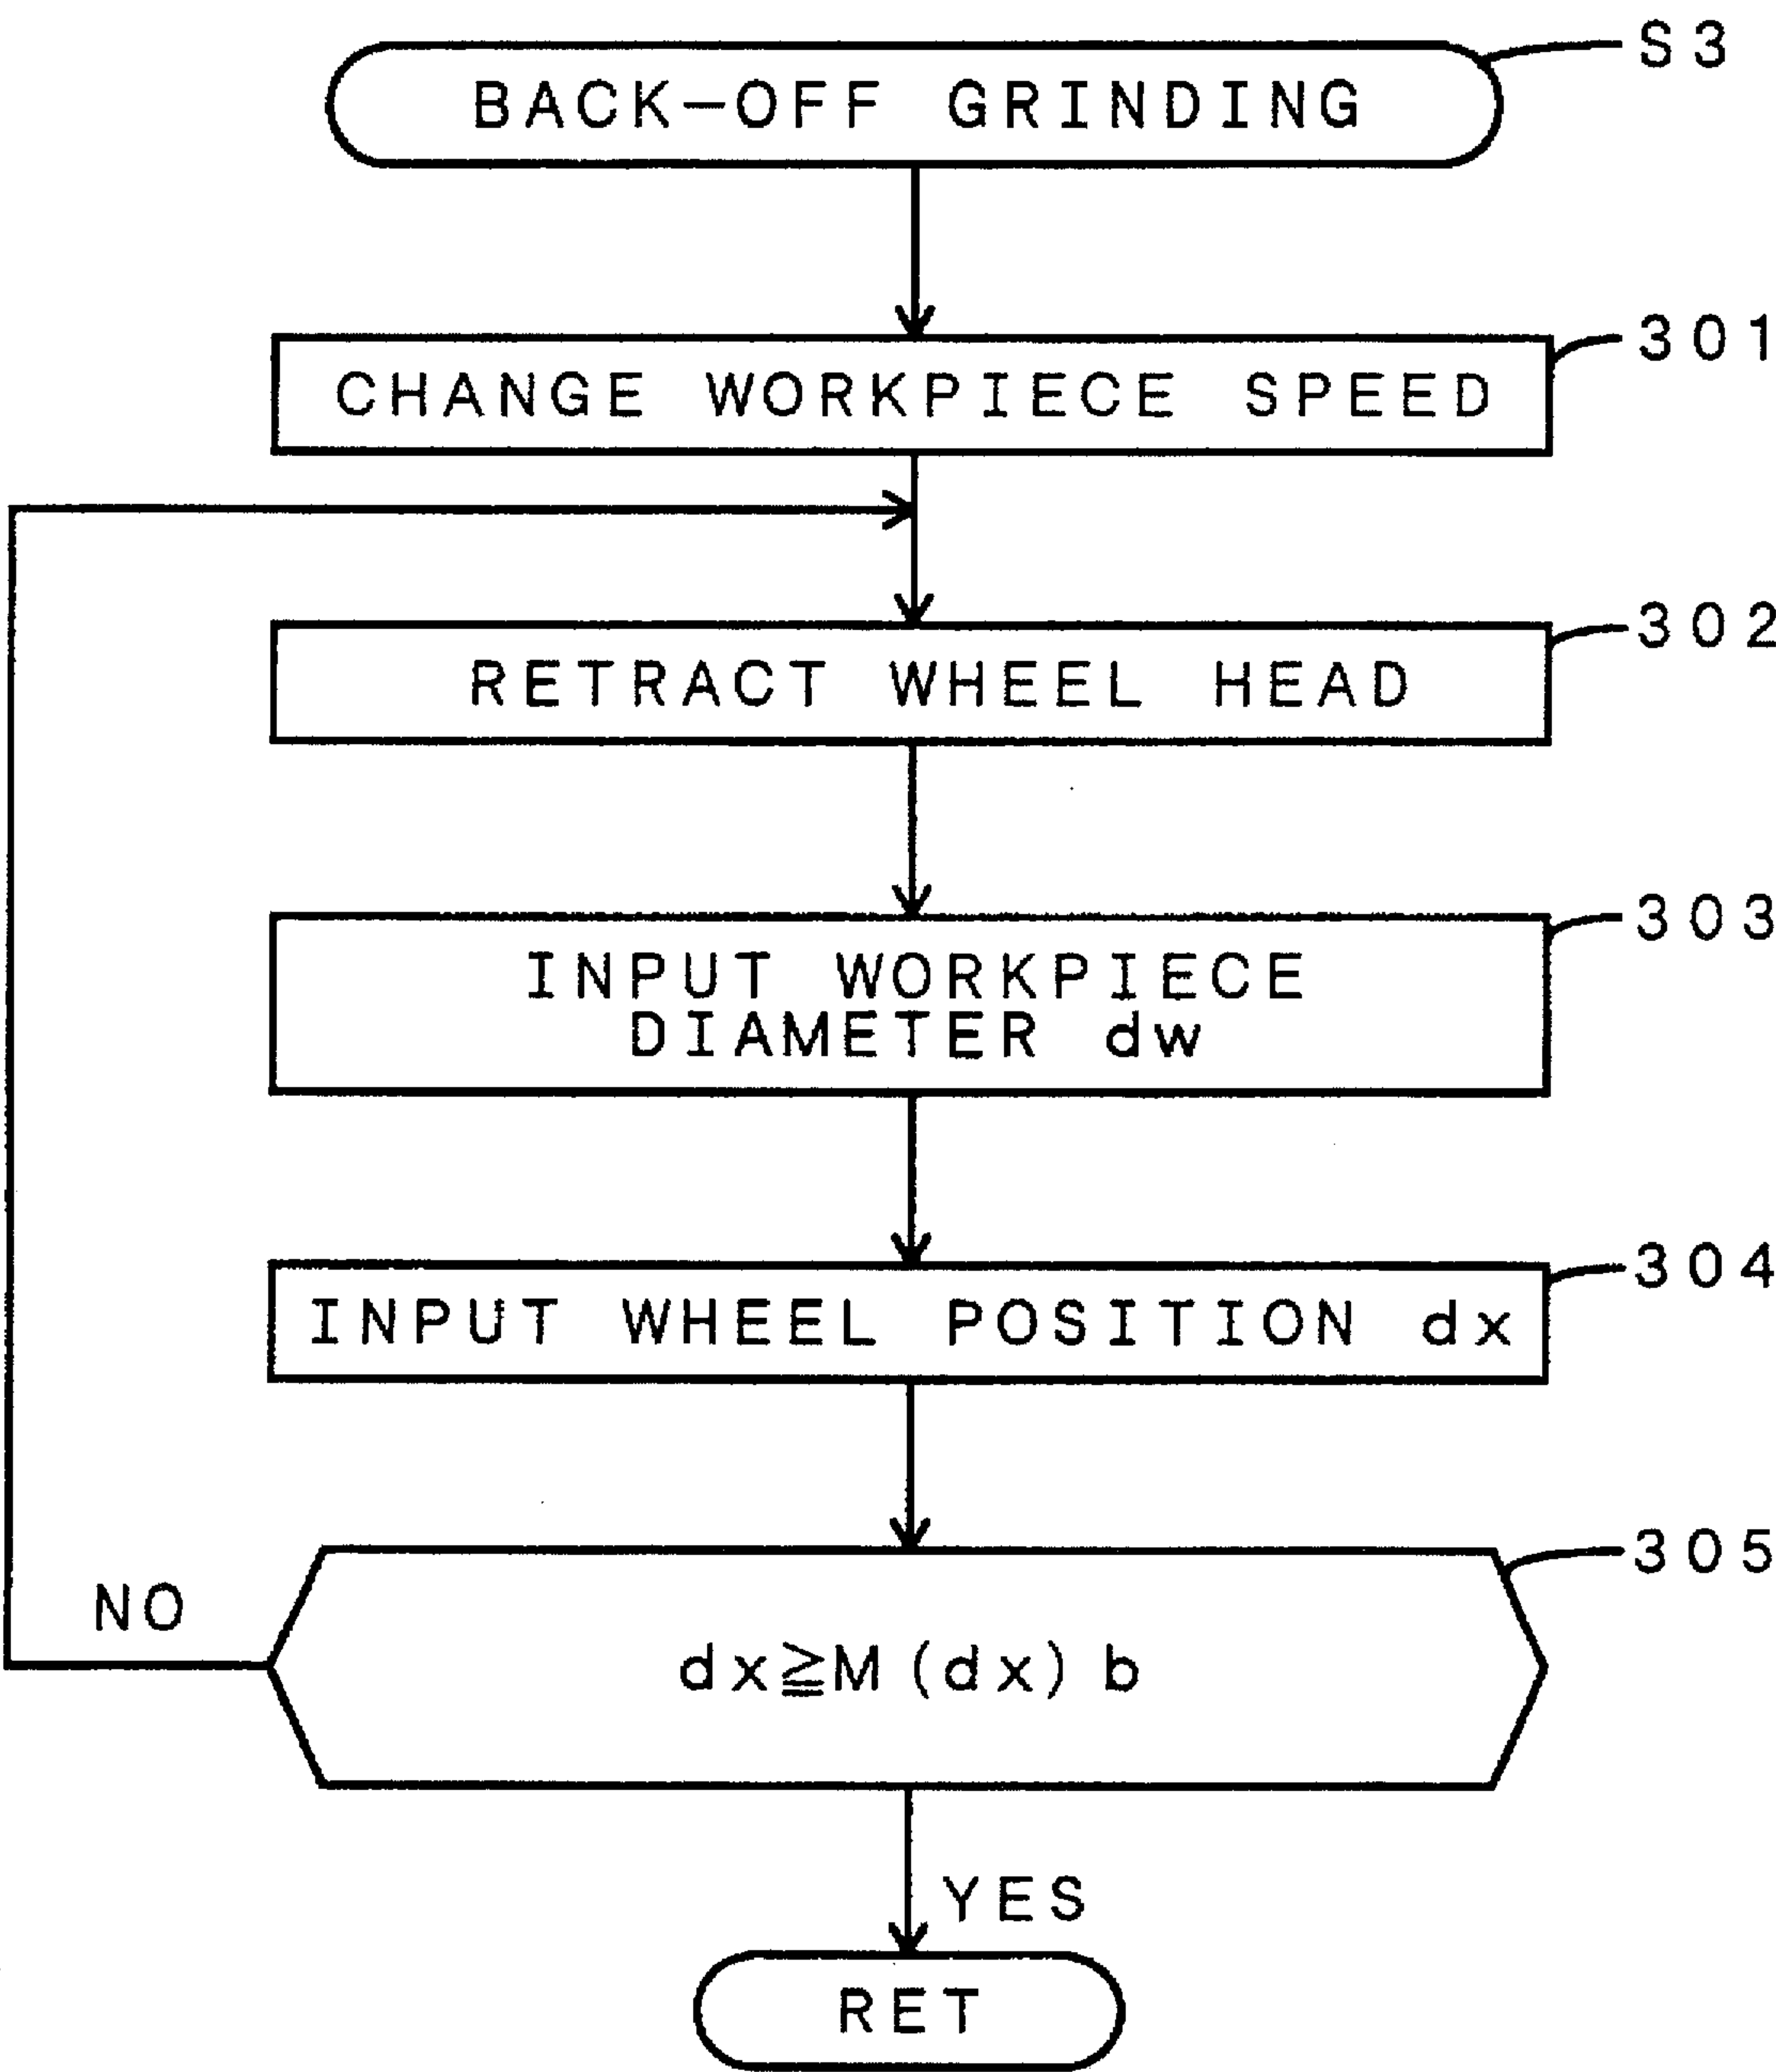 S3
BACK-OFF GRINDING
301
CHANGE WORKPIECE SPEED
302
RETRACT WHEEL HEAD
303
INPUT WORKPIECE
DIAMETER dw
304
INPUT WHEEL POSITION dx
305
NO
dx≧M(dx)b
YES
RET